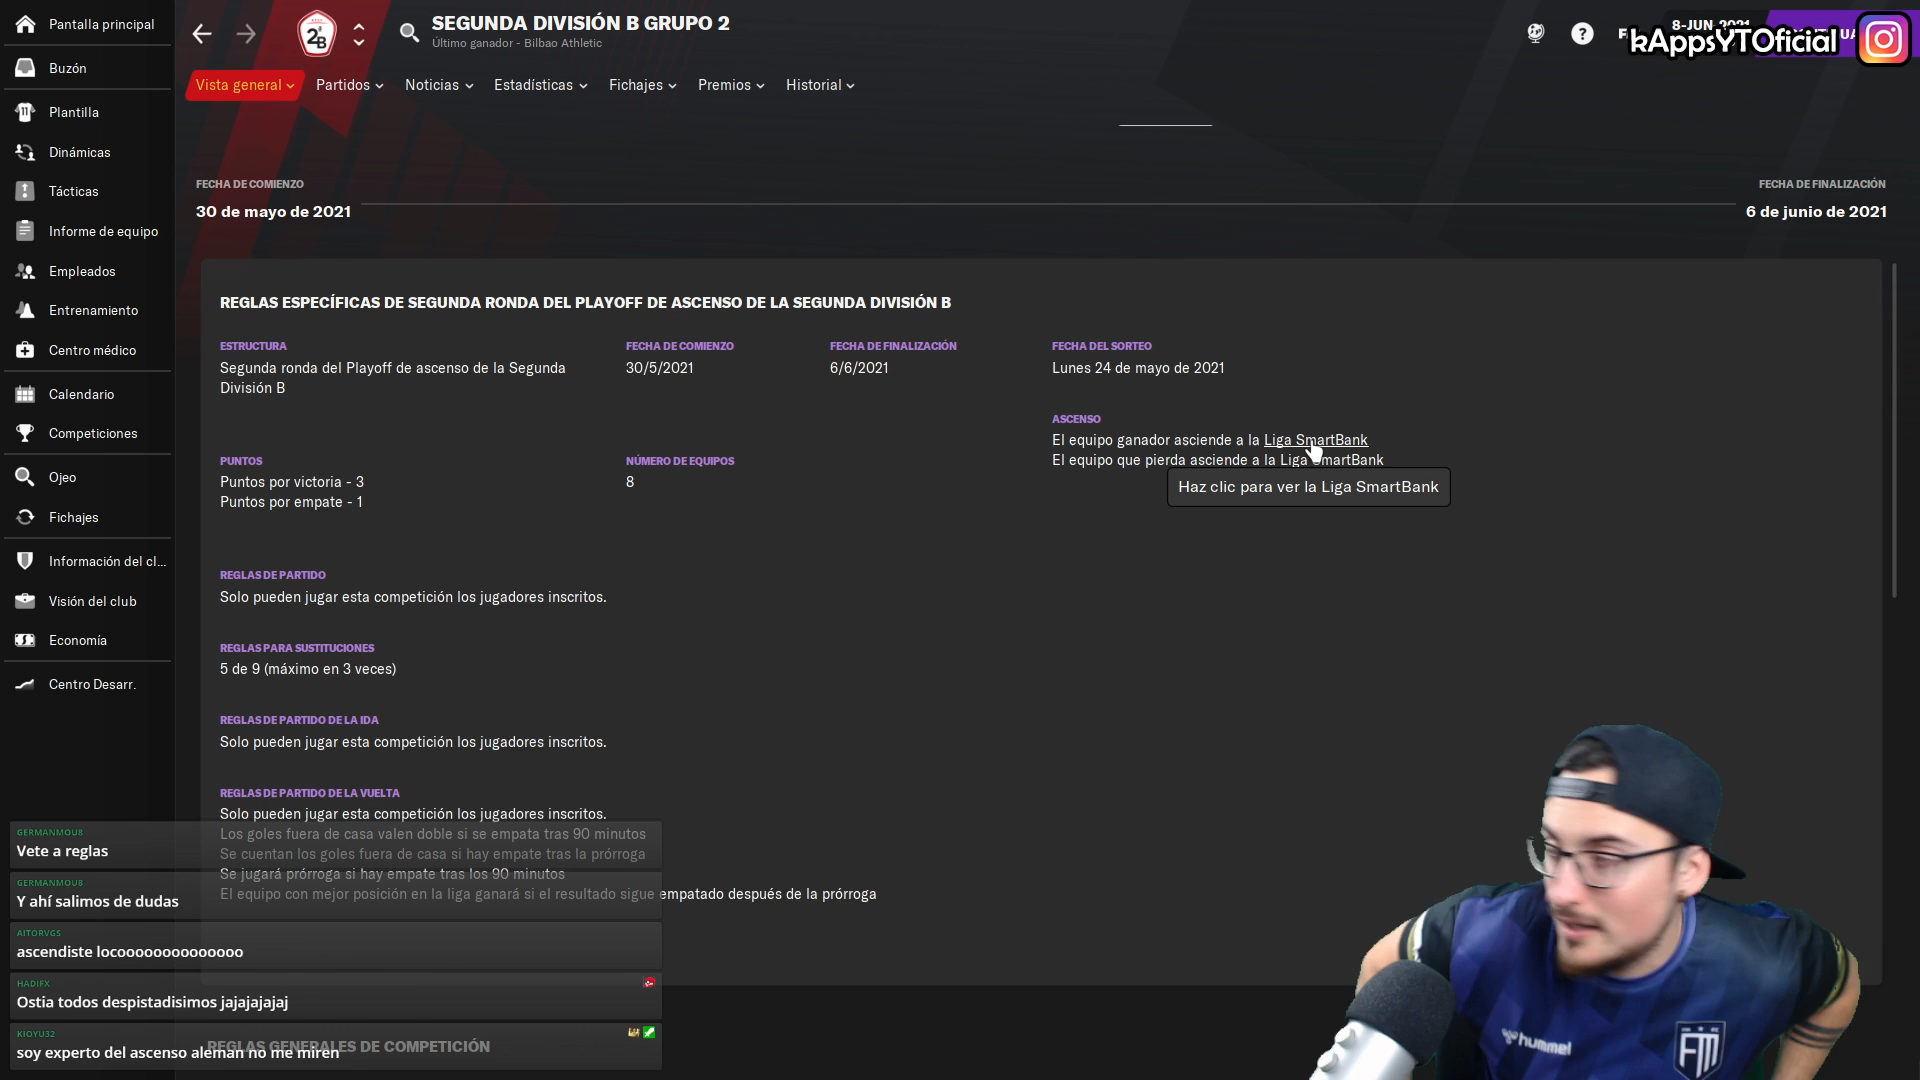 Pantalla principal
Buzón
Plantilla
Dinámicas
Tácticas
Informe de equipo
Empleados
Entrenamiento
Centro médico
Calendario
Competiciones
Ojeo
Fichajes
Información del cl...
Visión del club
Economía
Centro Desarr.
2ªB
SEGUNDA DIVISIÓN B GRUPO 2
Último ganador - Bilbao Athletic
8-JUN-2021
kAppsYTOficial
Vista general
Partidos
Noticias
Estadísticas
Fichajes
Premios
Historial
FECHA DE COMIENZO
30 de mayo de 2021
FECHA DE FINALIZACIÓN
6 de junio de 2021
REGLAS ESPECÍFICAS DE SEGUNDA RONDA DEL PLAYOFF DE ASCENSO DE LA SEGUNDA DIVISIÓN B
ESTRUCTURA
Segunda ronda del Playoff de ascenso de la Segunda
División B
FECHA DE COMIENZO
30/5/2021
FECHA DE FINALIZACIÓN
6/6/2021
FECHA DEL SORTEO
Lunes 24 de mayo de 2021
ASCENSO
El equipo ganador asciende a la Liga SmartBank
El equipo que pierda asciende a la Liga SmartBank
Haz clic para ver la Liga SmartBank
PUNTOS
Puntos por victoria - 3
Puntos por empate - 1
NÚMERO DE EQUIPOS
8
REGLAS DE PARTIDO
Solo pueden jugar esta competición los jugadores inscritos.
REGLAS PARA SUSTITUCIONES
5 de 9 (máximo en 3 veces)
REGLAS DE PARTIDO DE LA IDA
Solo pueden jugar esta competición los jugadores inscritos.
REGLAS DE PARTIDO DE LA VUELTA
Solo pueden jugar esta competición los jugadores inscritos.
Los goles fuera de casa valen doble si se empata tras 90 minutos
Se cuentan los goles fuera de casa si hay empate tras la prórroga
Se jugará prórroga si hay empate tras los 90 minutos
El equipo con mejor posición en la liga ganará si el resultado sigue empatado después de la prórroga
REGLAS GENERALES DE COMPETICIÓN
GERMANMOU8
Vete a reglas
GERMANMOU8
Y ahí salimos de dudas
AITORVGS
ascendiste locoooooooooooooo
HADIFX
Ostia todos despistadisimos jajajajajaj
KIOYU32
soy experto del ascenso aleman no me miren
hummel
FM